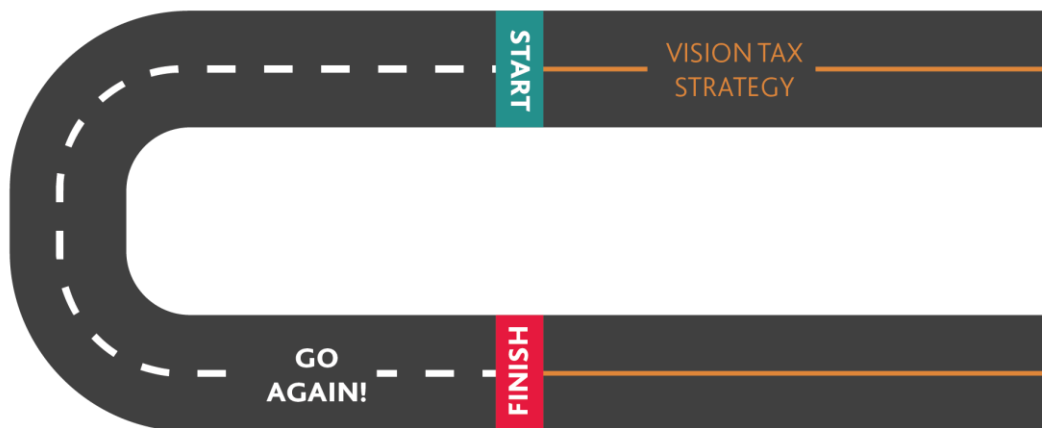 START
VISION TAX
STRATEGY
GO
AGAIN!
FINISH